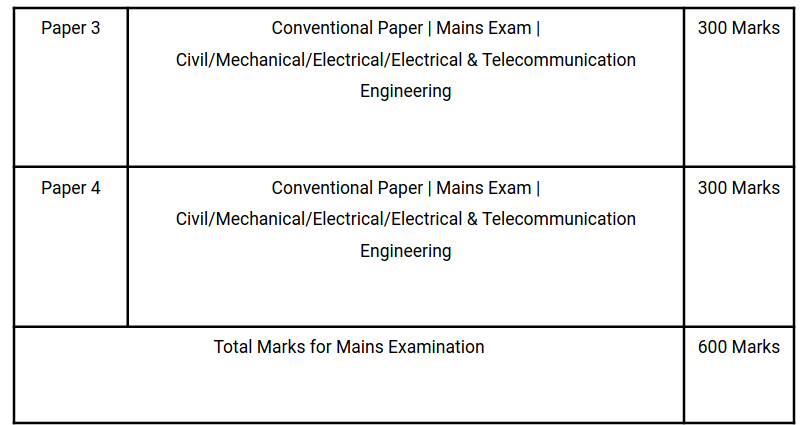 Paper 3
Conventional Paper | Mains Exam |
Civil/Mechanical/Electrical/Electrical & Telecommunication
Engineering
300 Marks
Paper 4
Conventional Paper | Mains Exam |
Civil/Mechanical/Electrical/Electrical & Telecommunication
Engineering
300 Marks
Total Marks for Mains Examination
600 Marks